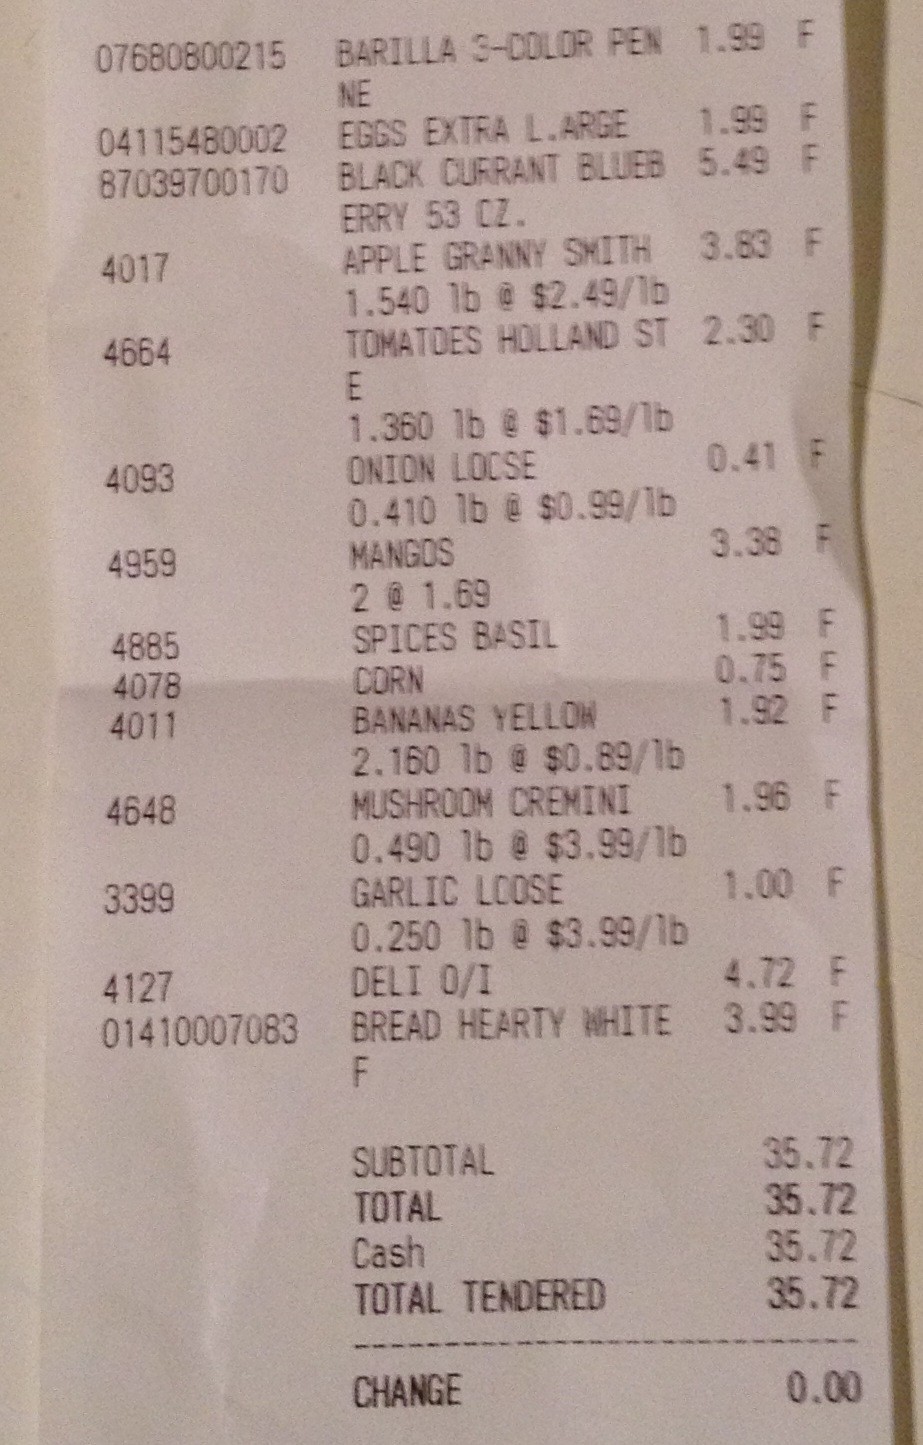 07680800215 BARILLA 3-COLOR PEN 1.99 F
NE
04115480002 EGGS EXTRA L.ARGE 1.99 F
87039700170 BLACK CURRANT BLUEB 5.49 F
ERRY 53 CZ.
4017 APPLE GRANNY SMITH 3.83 F
1.540 lb @ $2.49/lb
4664 TOMATOES HOLLAND ST 2.30 F
E
1.360 lb @ $1.69/lb
4093 ONION LOCSE 0.41 F
0.410 lb @ $0.99/lb
4959 MANGOS 3.38 F
2 @ 1.69
4885 SPICES BASIL 1.99 F
4078 CORN 0.75 F
4011 BANANAS YELLOW 1.92 F
2.160 lb @ $0.89/lb
4648 MUSHROOM CREMINI 1.96 F
0.490 lb @ $3.99/lb
3399 GARLIC LOOSE 1.00 F
0.250 lb @ $3.99/lb
4127 DELI O/I 4.72 F
01410007083 BREAD HEARTY WHITE 3.99 F
F
SUBTOTAL 35.72
TOTAL 35.72
Cash 35.72
TOTAL TENDERED 35.72
CHANGE 0.00